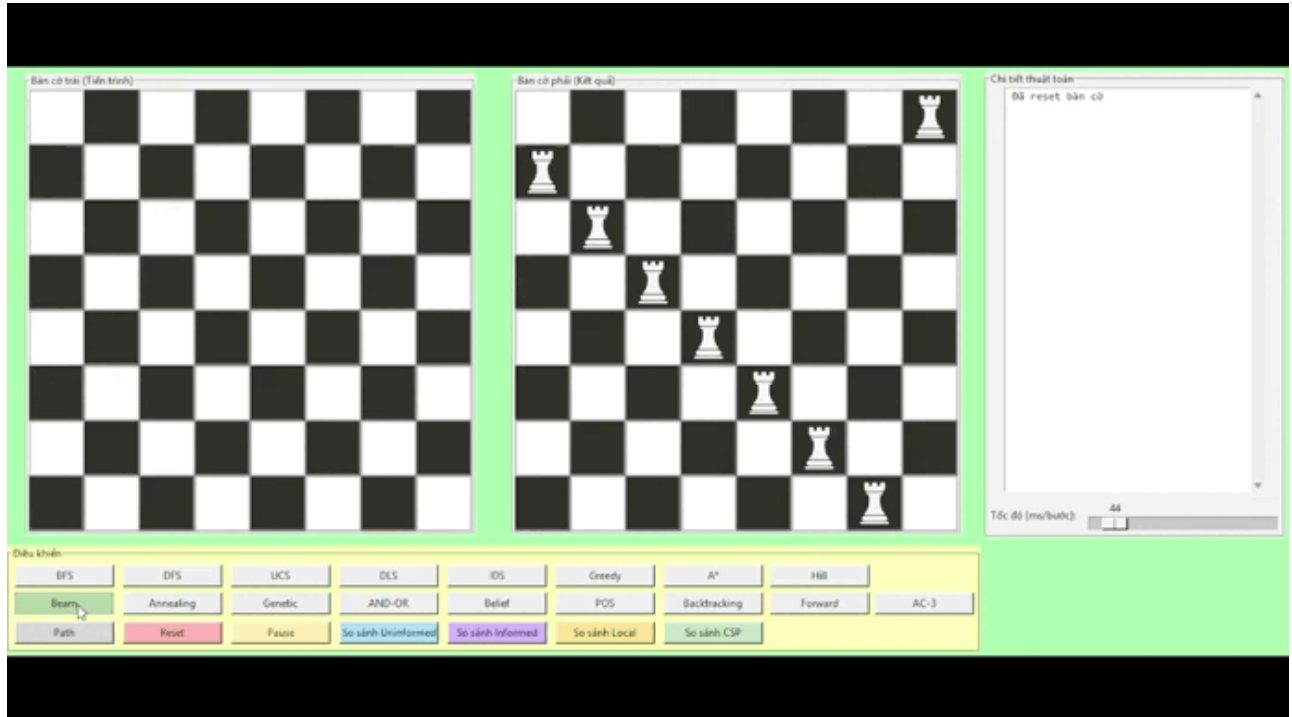 Bàn cờ trái (Tiến trình)
Bàn cờ phải (Kết quả)
Chi tiết thuật toán
Đã reset bàn cờ
Tốc độ (ms/bước):
44
Điều khiển
BFS
DFS
UCS
DLS
IDS
Greedy
A*
Hill
Beam
Annealing
Genetic
AND-OR
Belief
POS
Backtracking
Forward
AC-3
Path
Reset
Pause
So sánh Uninformed
So sánh Informed
So sánh Local
So sánh CSP